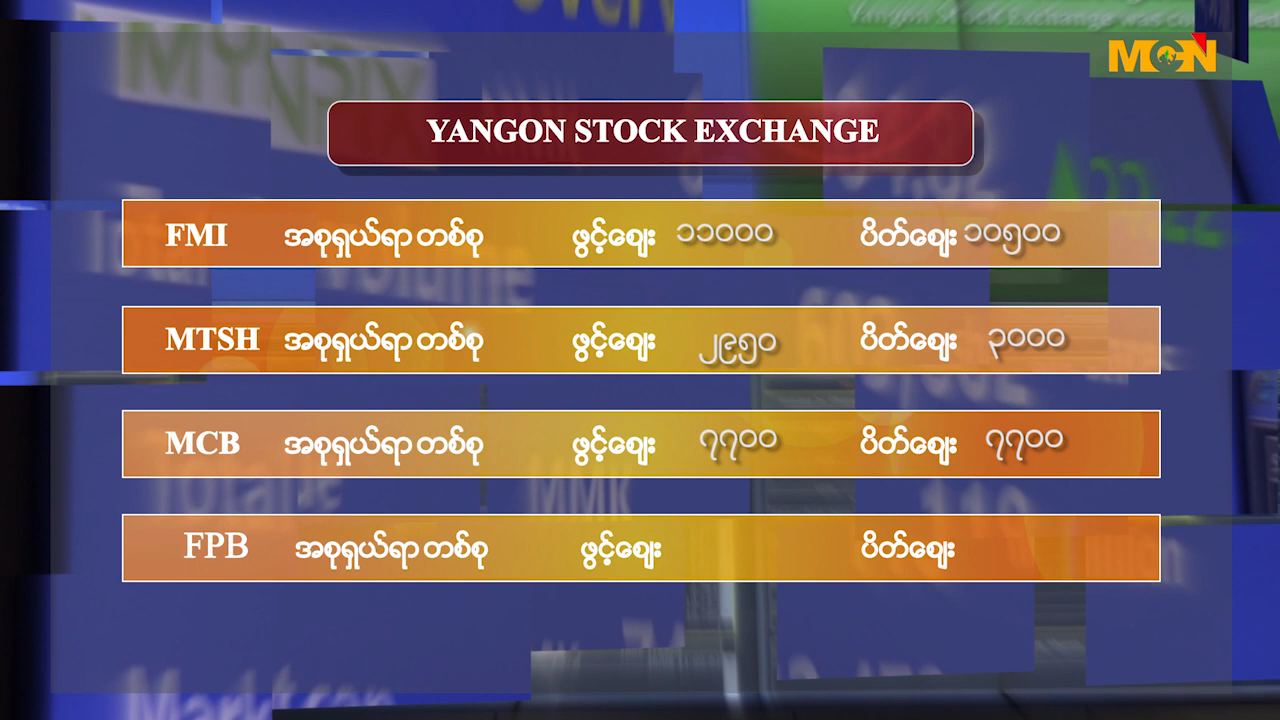 MCN
YANGON STOCK EXCHANGE
FMI အစုရှယ်ရာ တစ်စု ဖွင့်ဈေး ၁၁၀၀၀ ပိတ်ဈေး ၁၀၅၀၀
MTSH အစုရှယ်ရာ တစ်စု ဖွင့်ဈေး ၂၉၅၀ ပိတ်ဈေး ၃၀၀၀
MCB အစုရှယ်ရာ တစ်စု ဖွင့်ဈေး ၇၇၀၀ ပိတ်ဈေး ၇၇၀၀
FPB အစုရှယ်ရာ တစ်စု ဖွင့်ဈေး ပိတ်ဈေး